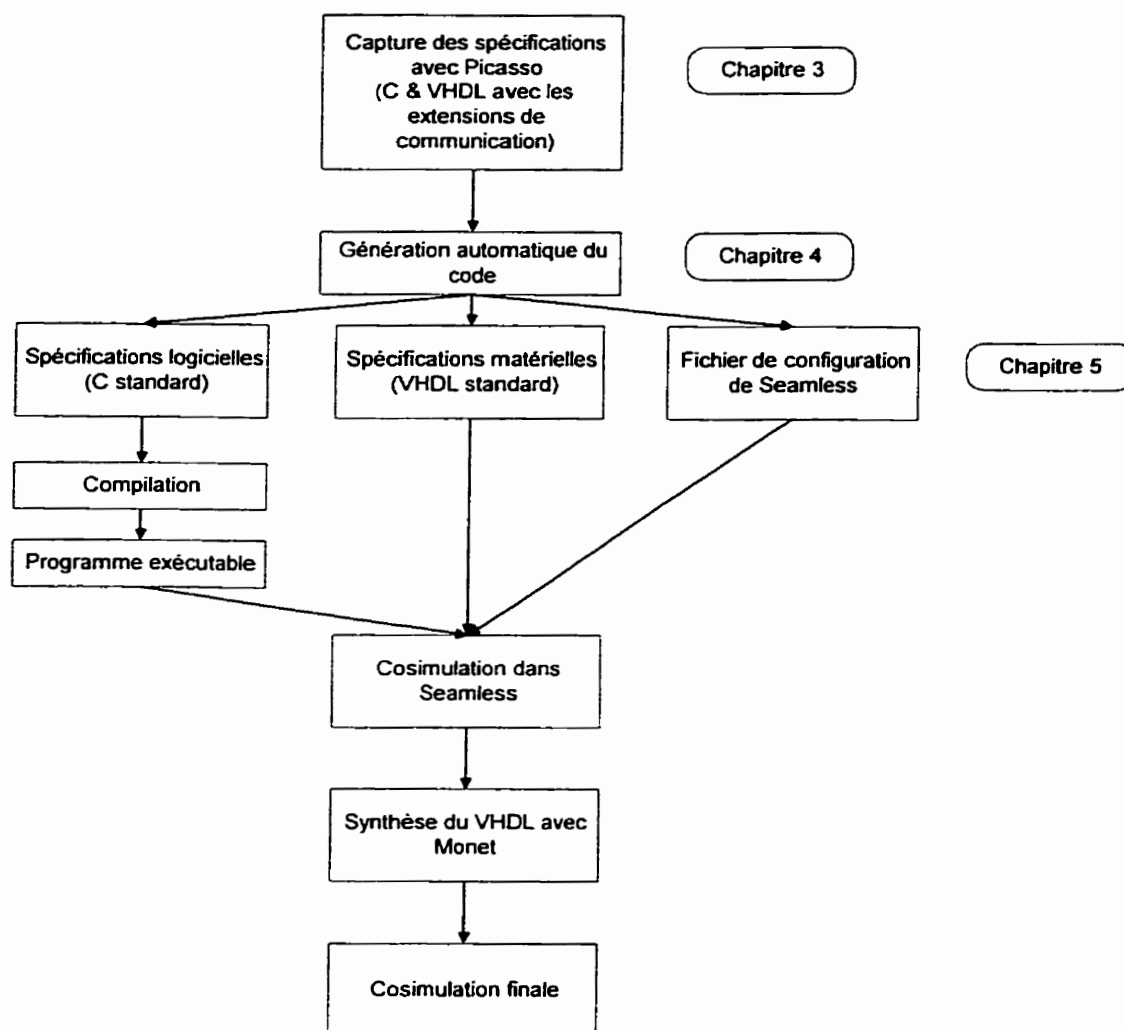 Capture des spécifications
avec Picasso
(C & VHDL avec les
extensions de
communication)
Chapitre 3
Génération automatique du
code
Chapitre 4
Spécifications logicielles
(C standard)
Spécifications matérielles
(VHDL standard)
Fichier de configuration
de Seamless
Chapitre 5
Compilation
Programme exécutable
Cosimulation dans
Seamless
Synthèse du VHDL avec
Monet
Cosimulation finale